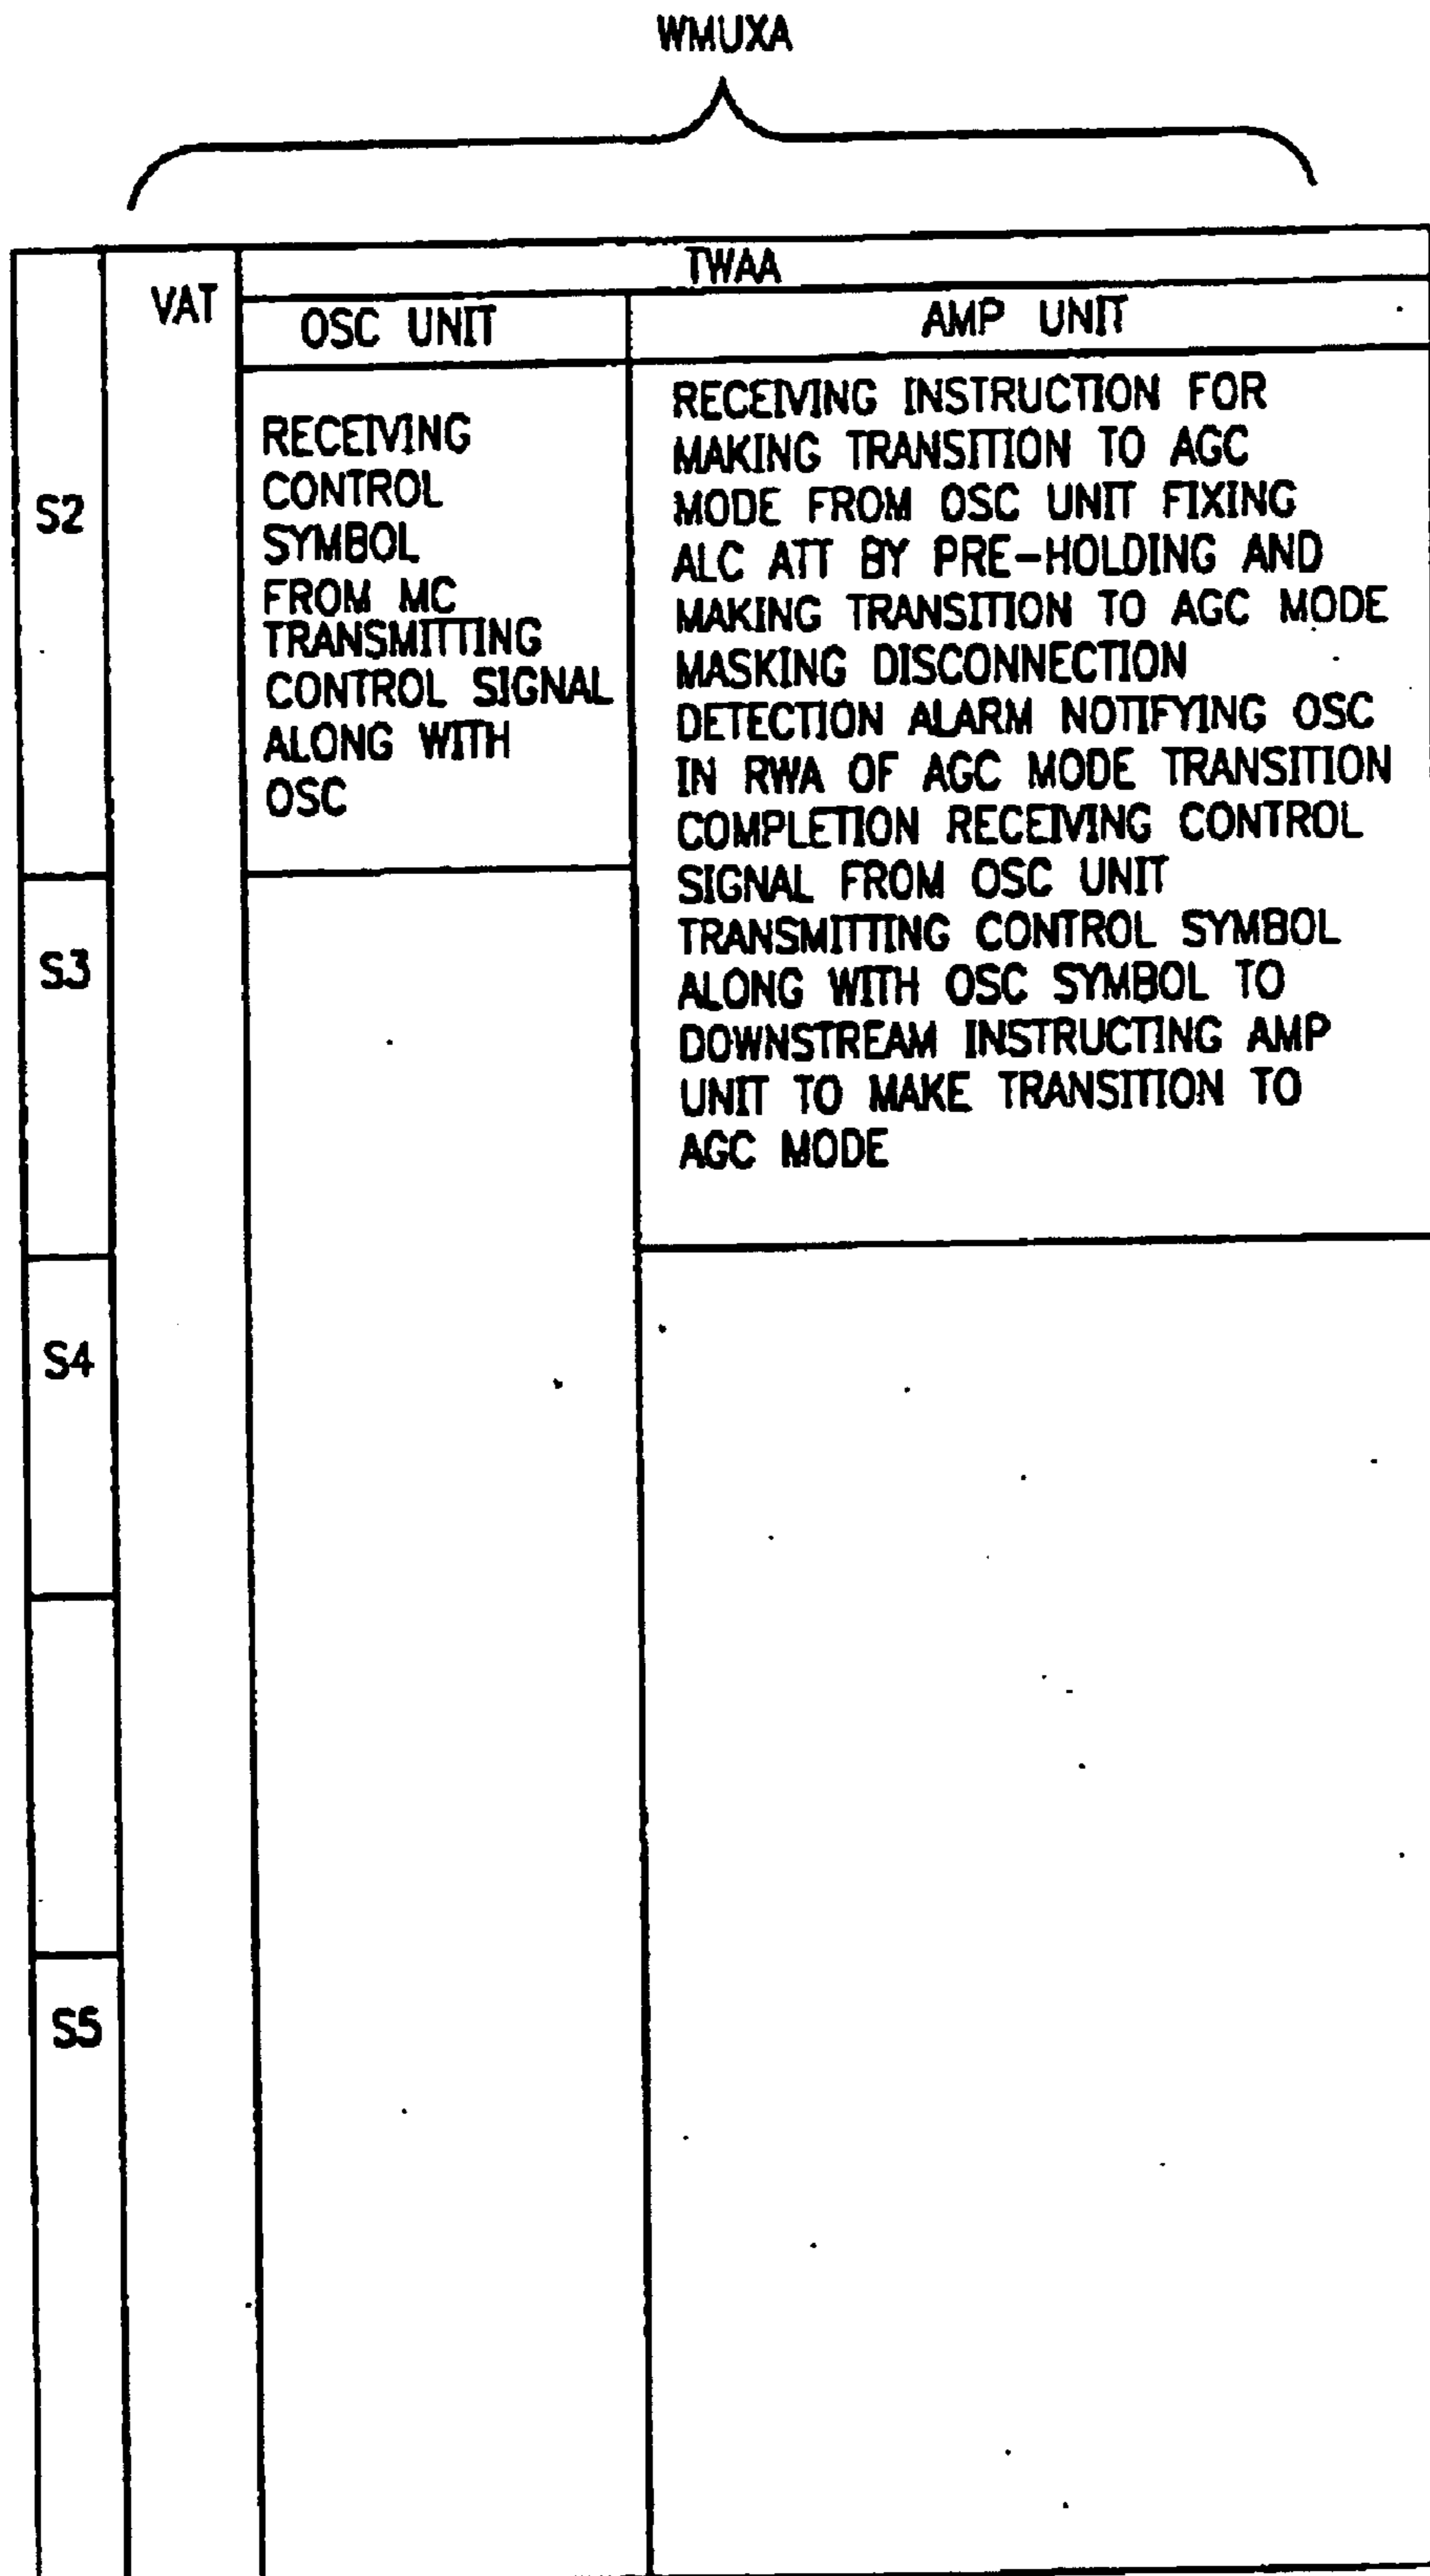 WMUXA
TWAA
VAT
OSC UNIT
AMP UNIT
S2
RECEIVING
CONTROL
SYMBOL
FROM MC
TRANSMITTING
CONTROL SIGNAL
ALONG WITH
OSC
RECEIVING INSTRUCTION FOR
MAKING TRANSITION TO AGC
MODE FROM OSC UNIT FIXING
ALC ATT BY PRE-HOLDING AND
MAKING TRANSITION TO AGC MODE
MASKING DISCONNECTION
DETECTION ALARM NOTIFYING OSC
IN RWA OF AGC MODE TRANSITION
COMPLETION RECEIVING CONTROL
SIGNAL FROM OSC UNIT
TRANSMITTING CONTROL SYMBOL
ALONG WITH OSC SYMBOL TO
DOWNSTREAM INSTRUCTING AMP
UNIT TO MAKE TRANSITION TO
AGC MODE
S3
S4
S5